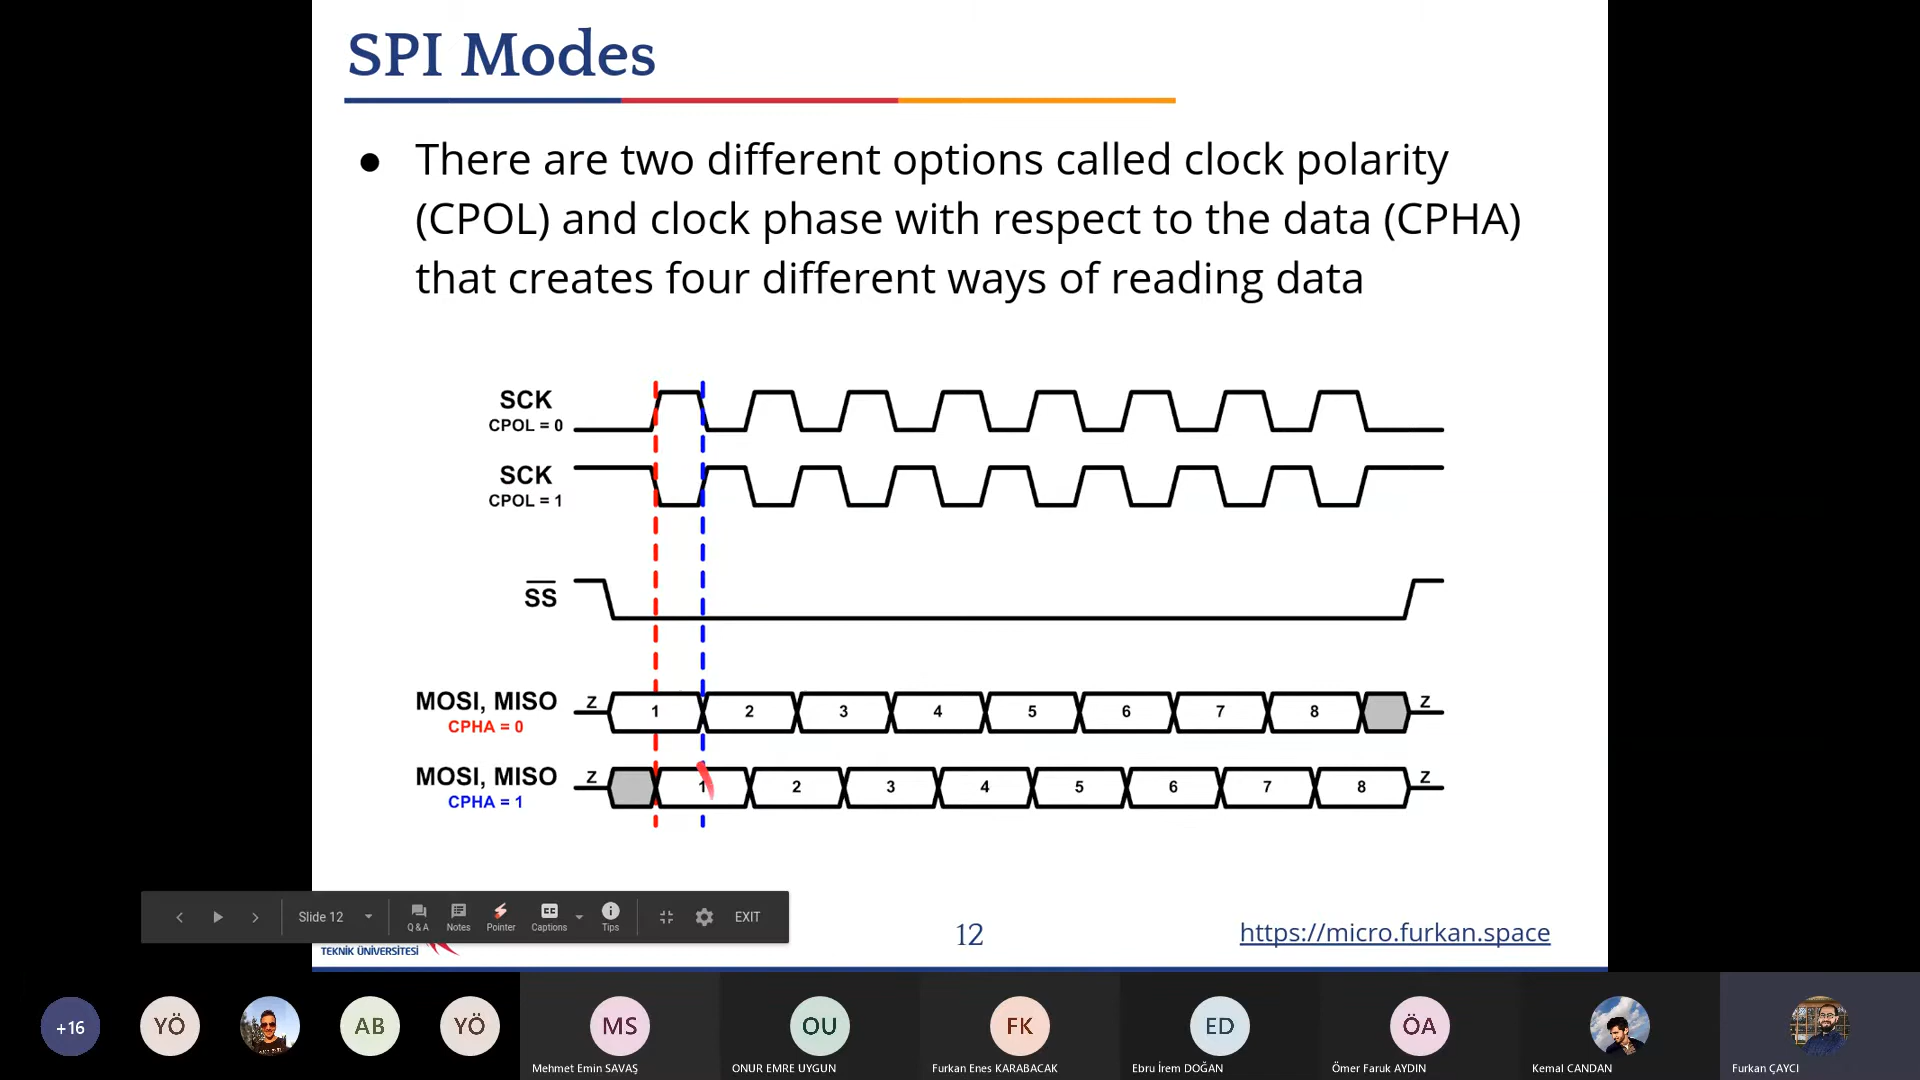 SPI Modes
● There are two different options called clock polarity
(CPOL) and clock phase with respect to the data (CPHA)
that creates four different ways of reading data
SCK
CPOL = 0
SCK
CPOL = 1
SS
MOSI, MISO
CPHA = 0
z 1 2 3 4 5 6 7 8 z
MOSI, MISO
CPHA = 1
z 1 2 3 4 5 6 7 8 z
Slide 12
Q & A
Notes
Pointer
CC
Captions
Tips
EXIT
TEKNİK ÜNİVERSİTESİ
12
https://micro.furkan.space
+16
YÖ
AB
YÖ
MS
Mehmet Emin SAVAŞ
OU
ONUR EMRE UYGUN
FK
Furkan Enes KARABACAK
ED
Ebru İrem DOĞAN
ÖA
Ömer Faruk AYDIN
Kemal CANDAN
Furkan ÇAYCI